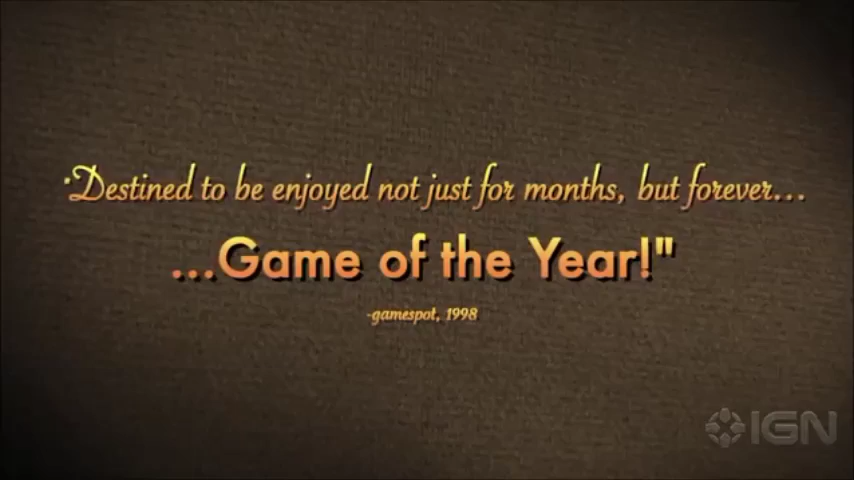 "Destined to be enjoyed not just for months, but forever...
...Game of the Year!"
-gamespot, 1998
IGN